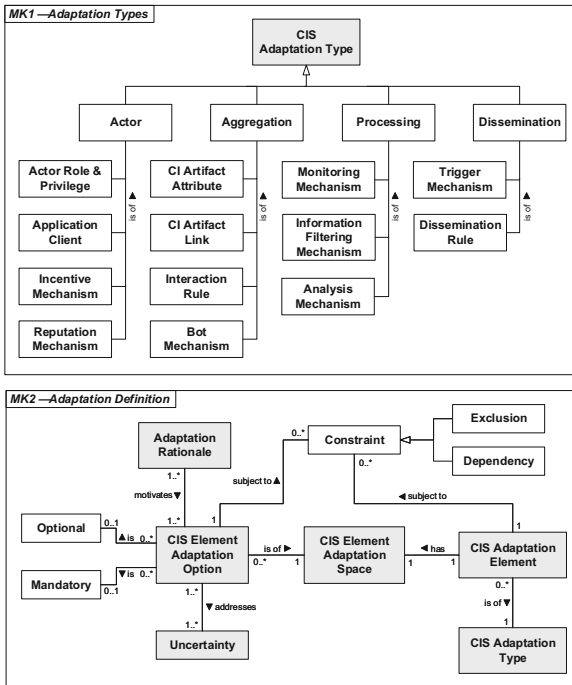 MK1 —Adaptation Types
CIS
Adaptation Type
Actor
Aggregation
Processing
Dissemination
Actor Role &
Privilege
Application
Client
Incentive
Mechanism
Reputation
Mechanism
is of ▲
CI Artifact
Attribute
CI Artifact
Link
Interaction
Rule
Bot
Mechanism
is of ▲
Monitoring
Mechanism
Information
Filtering
Mechanism
Analysis
Mechanism
is of ▲
Trigger
Mechanism
Dissemination
Rule
is of ▲
MK2 —Adaptation Definition
Adaptation
Rationale
1..*
motivates ▼
1..*
Optional
0..1
▲ is 0..*
Mandatory
0..1
▼ is 0..*
CIS Element
Adaptation
Option
1..*
▼ addresses
1..*
Uncertainty
1
subject to ▲
0..*
Constraint
0..*
Exclusion
Dependency
◄ subject to
1
0..*
is of ►
1
CIS Element
Adaptation
Space
1
◄ has
1
CIS Adaptation
Element
0..*
is of ▼
1
CIS Adaptation
Type